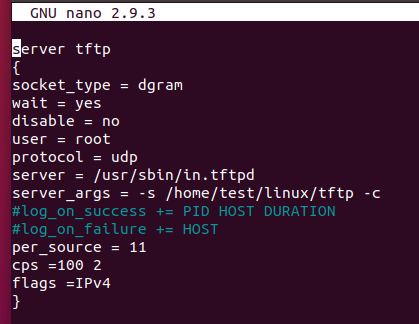 GNU nano 2.9.3
server tftp
{
socket_type = dgram
wait = yes
disable = no
user = root
protocol = udp
server = /usr/sbin/in.tftpd
server_args = -s /home/test/linux/tftp -c
#log_on_success += PID HOST DURATION
#log_on_failure += HOST
per_source = 11
cps =100 2
flags =IPv4
}